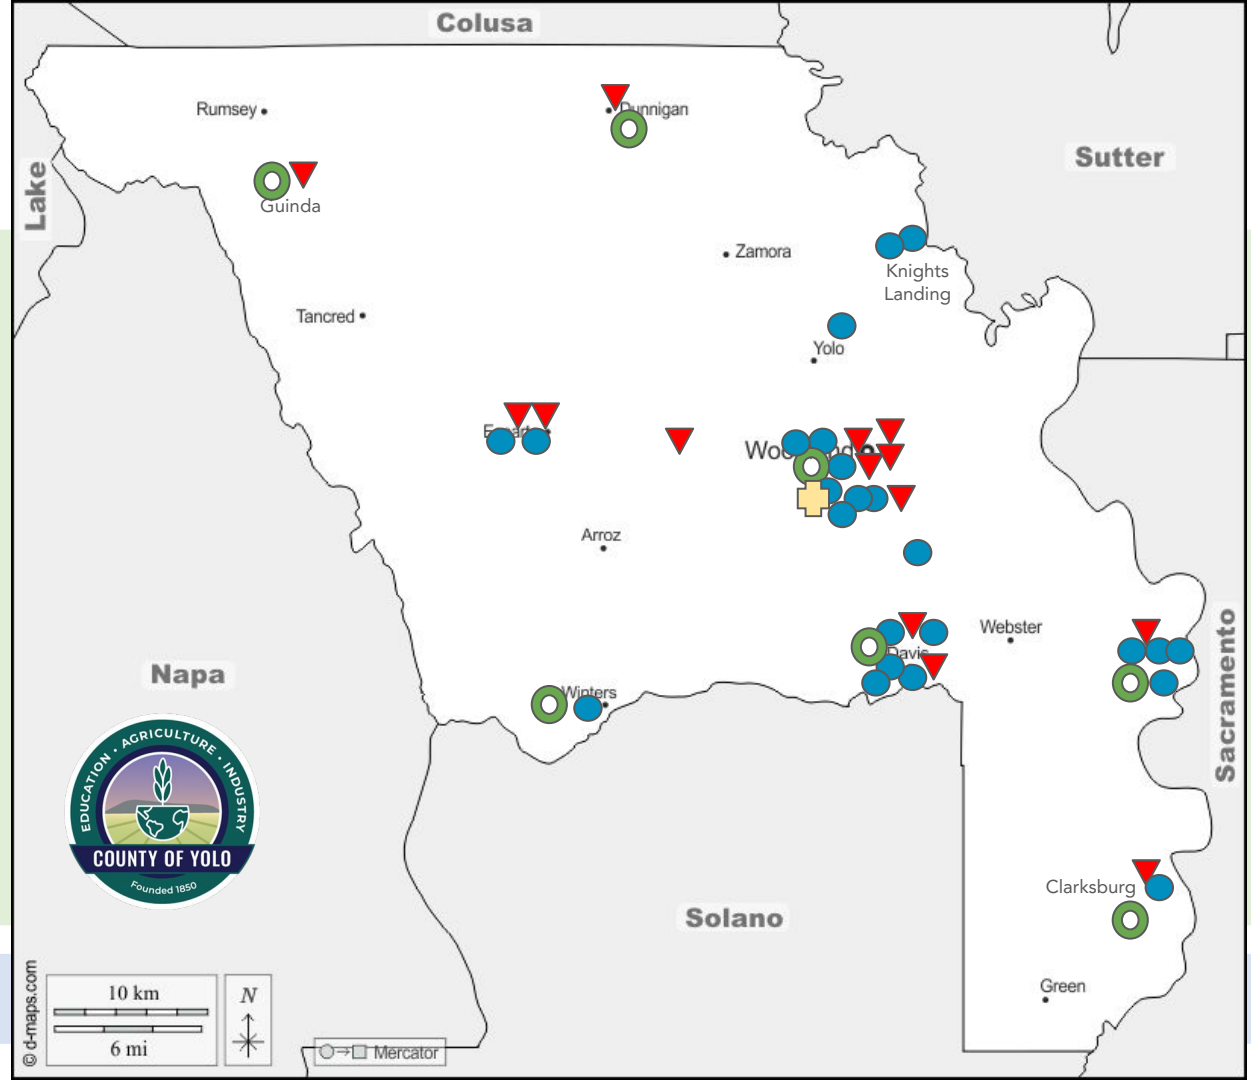 Colusa
Rumsey
Dunnigan
Sutter
Lake
Guinda
Zamora
Knights
Landing
Tancred
Yolo
Arroz
Webster
Davis
Napa
Winters
Sacramento
EDUCATION • AGRICULTURE • INDUSTRY
COUNTY OF YOLO
Founded 1850
Clarksburg
Solano
Green
© d-maps.com
10 km
6 mi
N
Mercator